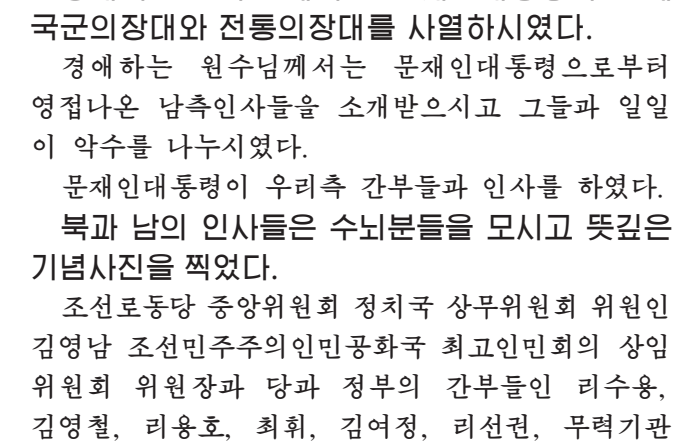 국군의장대와 전통의장대를 사열하시였다.
경애하는 원수님께서는 문재인대통령으로부터
영접나온 남측인사들을 소개받으시고 그들과 일일
이 악수를 나누시였다.
문재인대통령이 우리측 간부들과 인사를 하였다.
북과 남의 인사들은 수뇌분들을 모시고 뜻깊은
기념사진을 찍었다.
조선로동당 중앙위원회 정치국 상무위원회 위원인
김영남 조선민주주의인민공화국 최고인민회의 상임
위원회 위원장과 당과 정부의 간부들인 리수용,
김영철, 리용호, 최휘, 김여정, 리선권, 무력기관